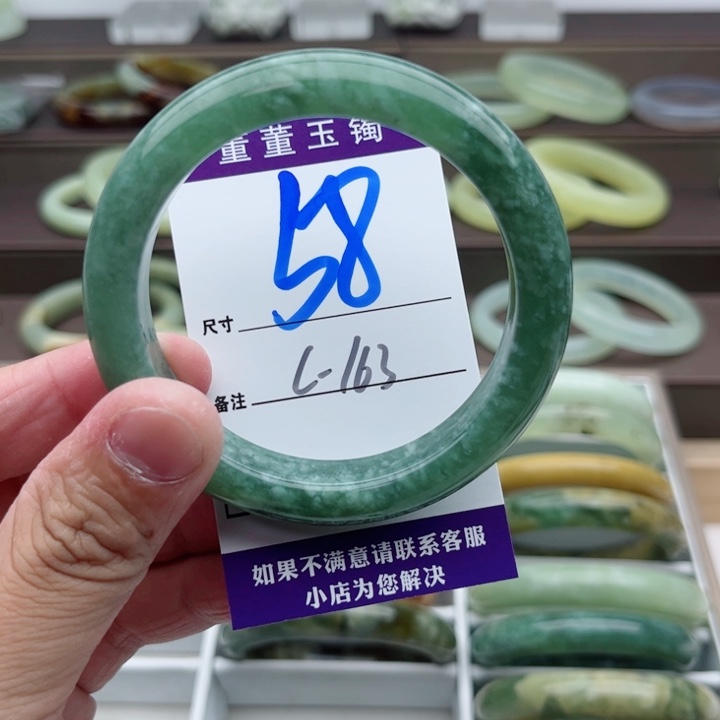 董董玉镯
58
尺寸
L-163
备注
如果不满意请联系客服
小店为您解决